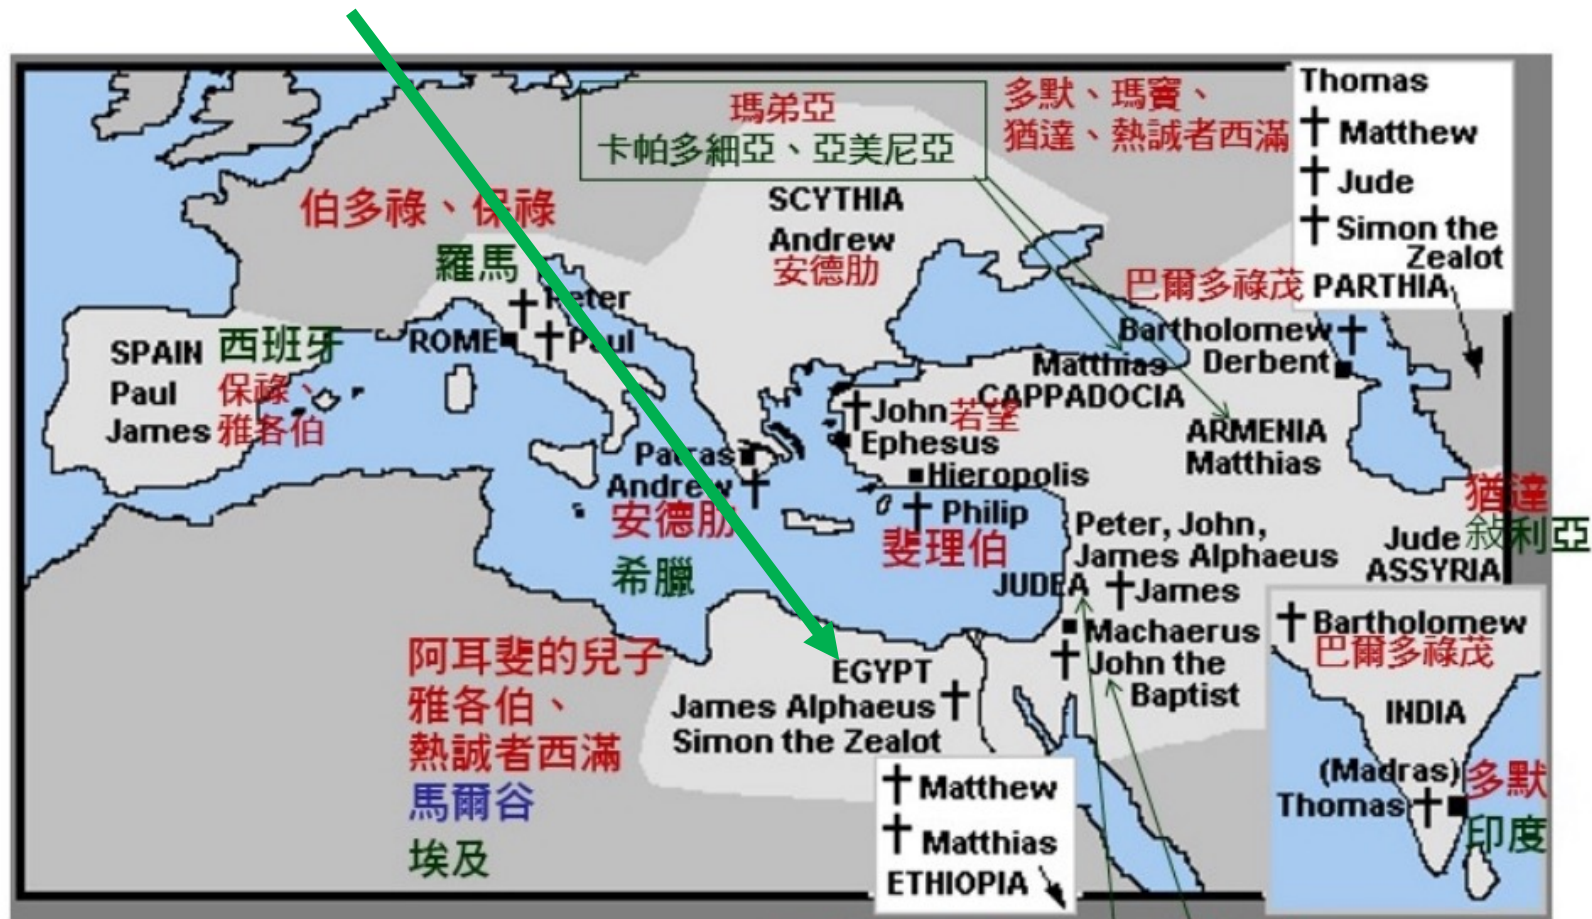 瑪弟亞
卡帕多細亞、亞美尼亞
多默、瑪竇、
猶達、熱誠者西滿
Thomas
Matthew
Jude
Simon the
Zealot
PARTHIA
伯多祿、保祿
羅馬
Peter
ROME
Paul
SCYTHIA
Andrew
安德肋
巴爾多祿茂
Bartholomew
Derbent
Matthias
CAPPADOCIA
ARMENIA
Matthias
SPAIN 西班牙
Paul 保祿、
James 雅各伯
John 若望
Ephesus
Hieropolis
Philip
斐理伯
Patras
Andrew
安德肋
希臘
Peter, John,
James Alphaeus
JUDEA
James
Machaerus
John the
Baptist
猶達
Jude 敍利亞
ASSYRIA
阿耳斐的兒子
雅各伯、
熱誠者西滿
馬爾谷
埃及
EGYPT
James Alphaeus
Simon the Zealot
Matthew
Matthias
ETHIOPIA
Bartholomew
巴爾多祿茂
INDIA
(Madras) 多默
Thomas
印度